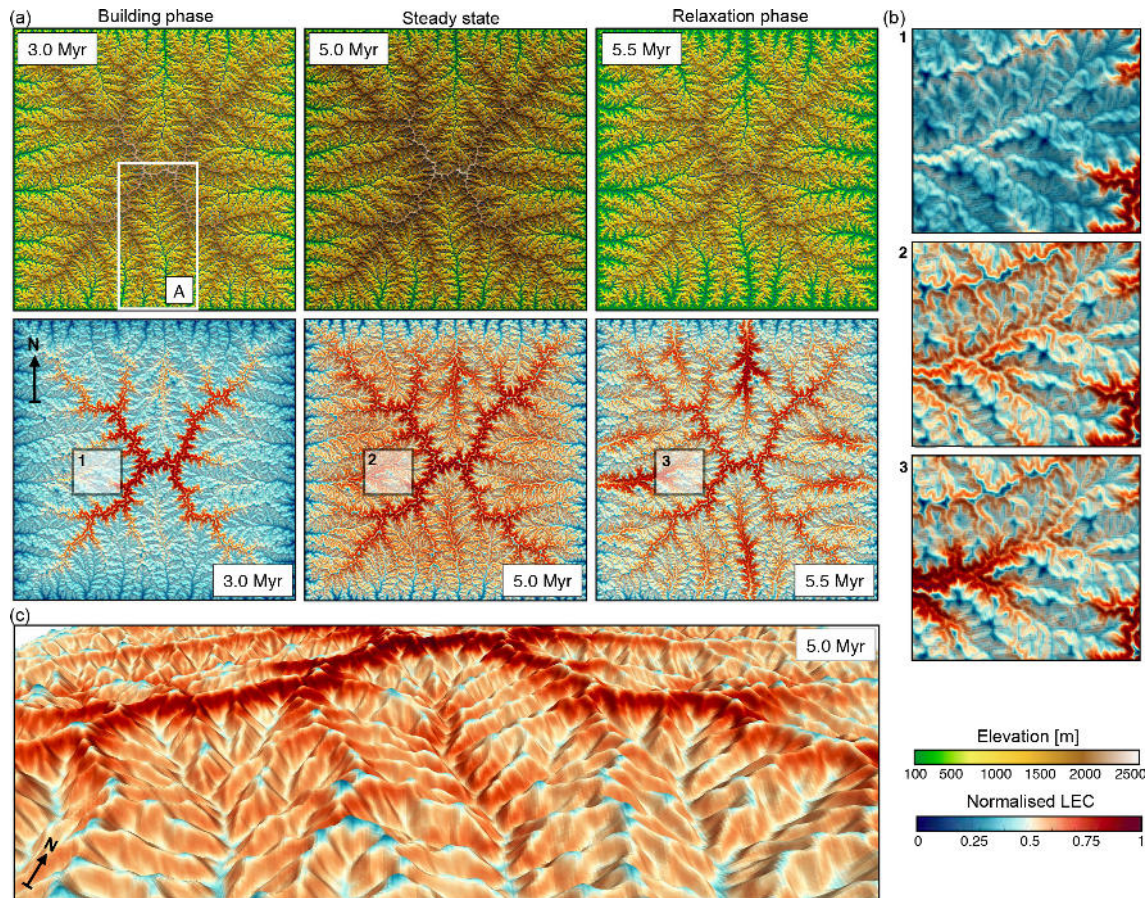 (a)
Building phase
Steady state
Relaxation phase
(b)
3.0 Myr
5.0 Myr
5.5 Myr
1
A
2
N
1
2
3
3
3.0 Myr
5.0 Myr
5.5 Myr
(c)
5.0 Myr
N
Elevation [m]
100 500 1000 1500 2000 2500
Normalised LEC
0 0.25 0.5 0.75 1